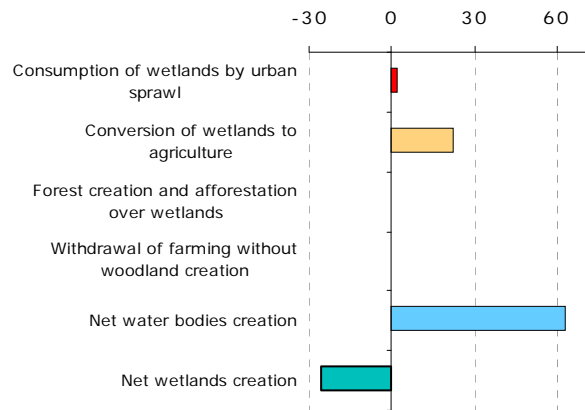 -30 0 30 60
Consumption of wetlands by urban
sprawl
Conversion of wetlands to
agriculture
Forest creation and afforestation
over wetlands
Withdrawal of farming without
woodland creation
Net water bodies creation
Net wetlands creation